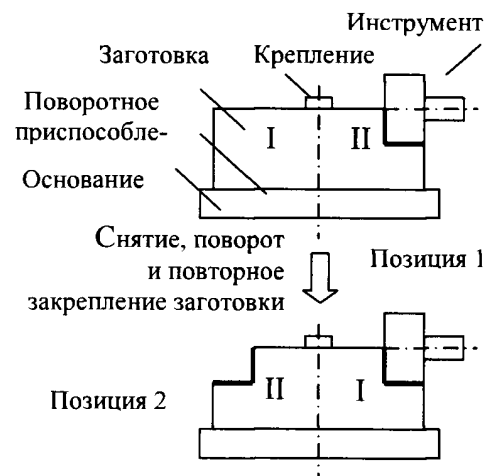 Инструмент
Заготовка
Крепление
Поворотное
приспособле-
I
II
Основание
Снятие, поворот
и повторное
закрепление заготовки
Позиция 1
II
I
Позиция 2